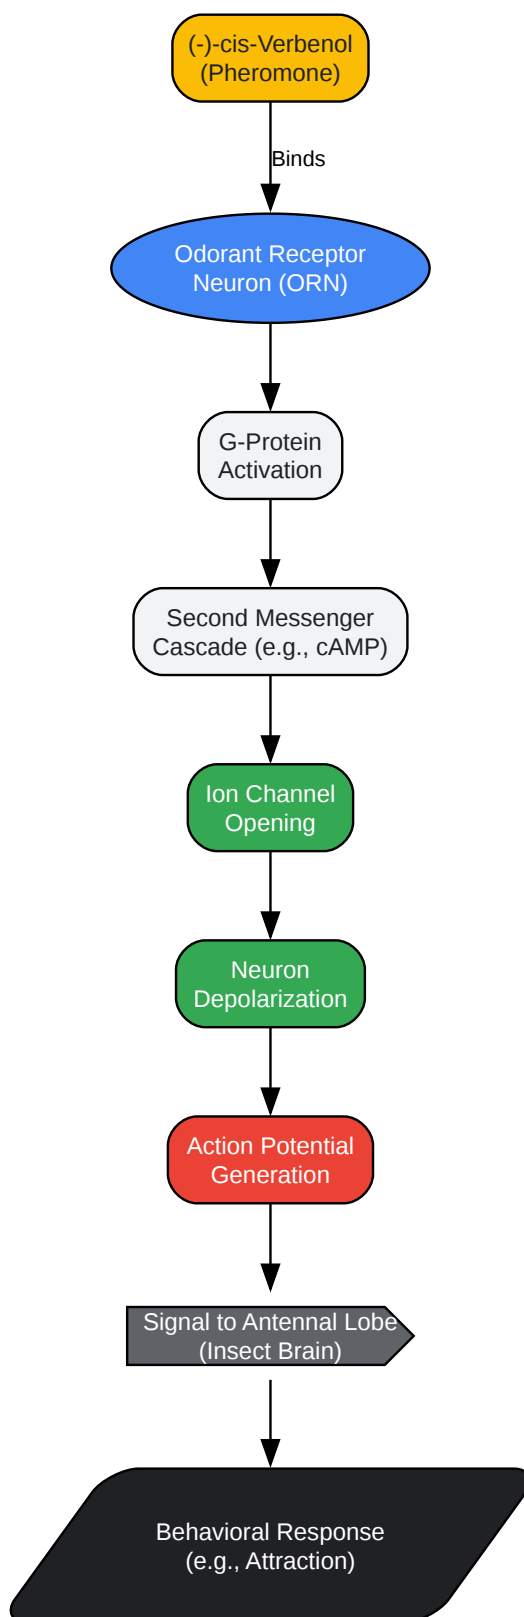 (-)-cis-Verbenol
(Pheromone)
Binds
Odorant Receptor
Neuron (ORN)
G-Protein
Activation
Second Messenger
Cascade (e.g., cAMP)
Ion Channel
Opening
Neuron
Depolarization
Action Potential
Generation
Signal to Antennal Lobe
(Insect Brain)
Behavioral Response
(e.g., Attraction)